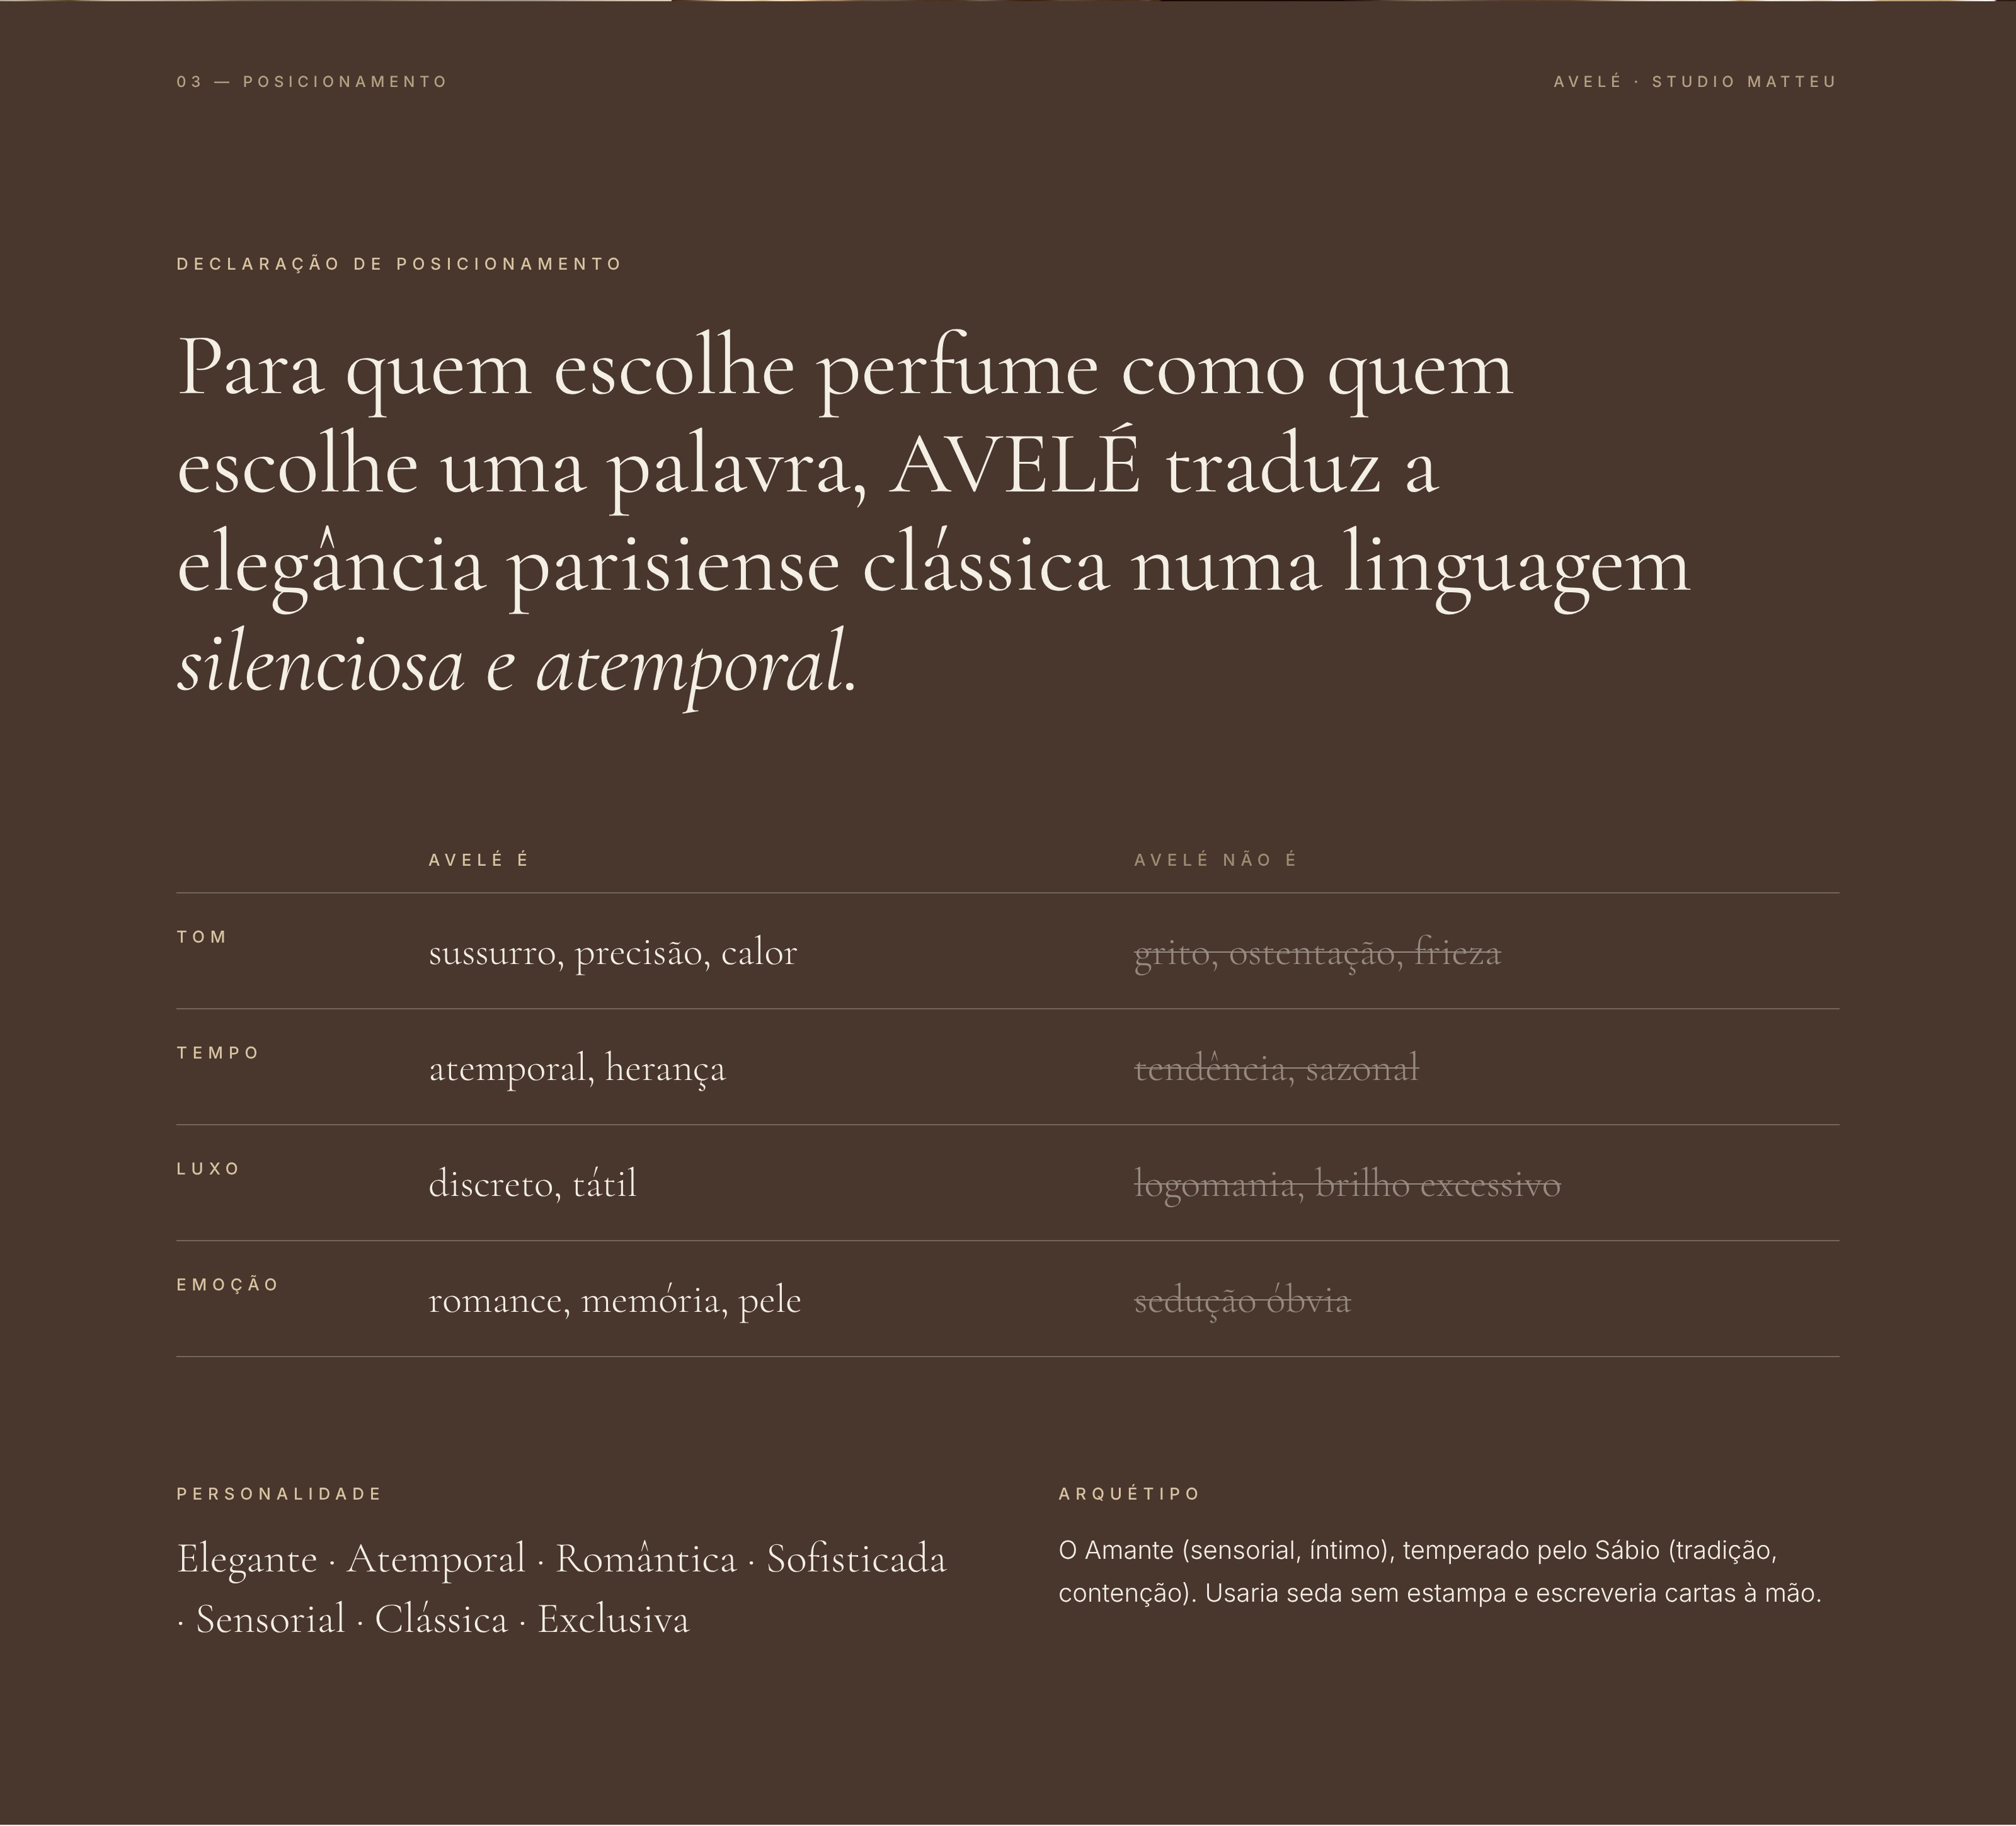 03 — POSICIONAMENTO
AVELÉ · STUDIO MATTEU
DECLARAÇÃO DE POSICIONAMENTO
Para quem escolhe perfume como quem
escolhe uma palavra, AVELÉ traduz a
elegância parisiense clássica numa linguagem
silenciosa e atemporal.
AVELÉ É
AVELÉ NÃO É
TOM
sussurro, precisão, calor
grito, ostentação, frieza
TEMPO
atemporal, herança
tendência, sazonal
LUXO
discreto, tátil
logomania, brilho excessivo
EMOÇÃO
romance, memória, pele
sedução óbvia
PERSONALIDADE
Elegante · Atemporal · Romântica · Sofisticada
· Sensorial · Clássica · Exclusiva
ARQUÉTIPO
O Amante (sensorial, íntimo), temperado pelo Sábio (tradição,
contenção). Usaria seda sem estampa e escreveria cartas à mão.